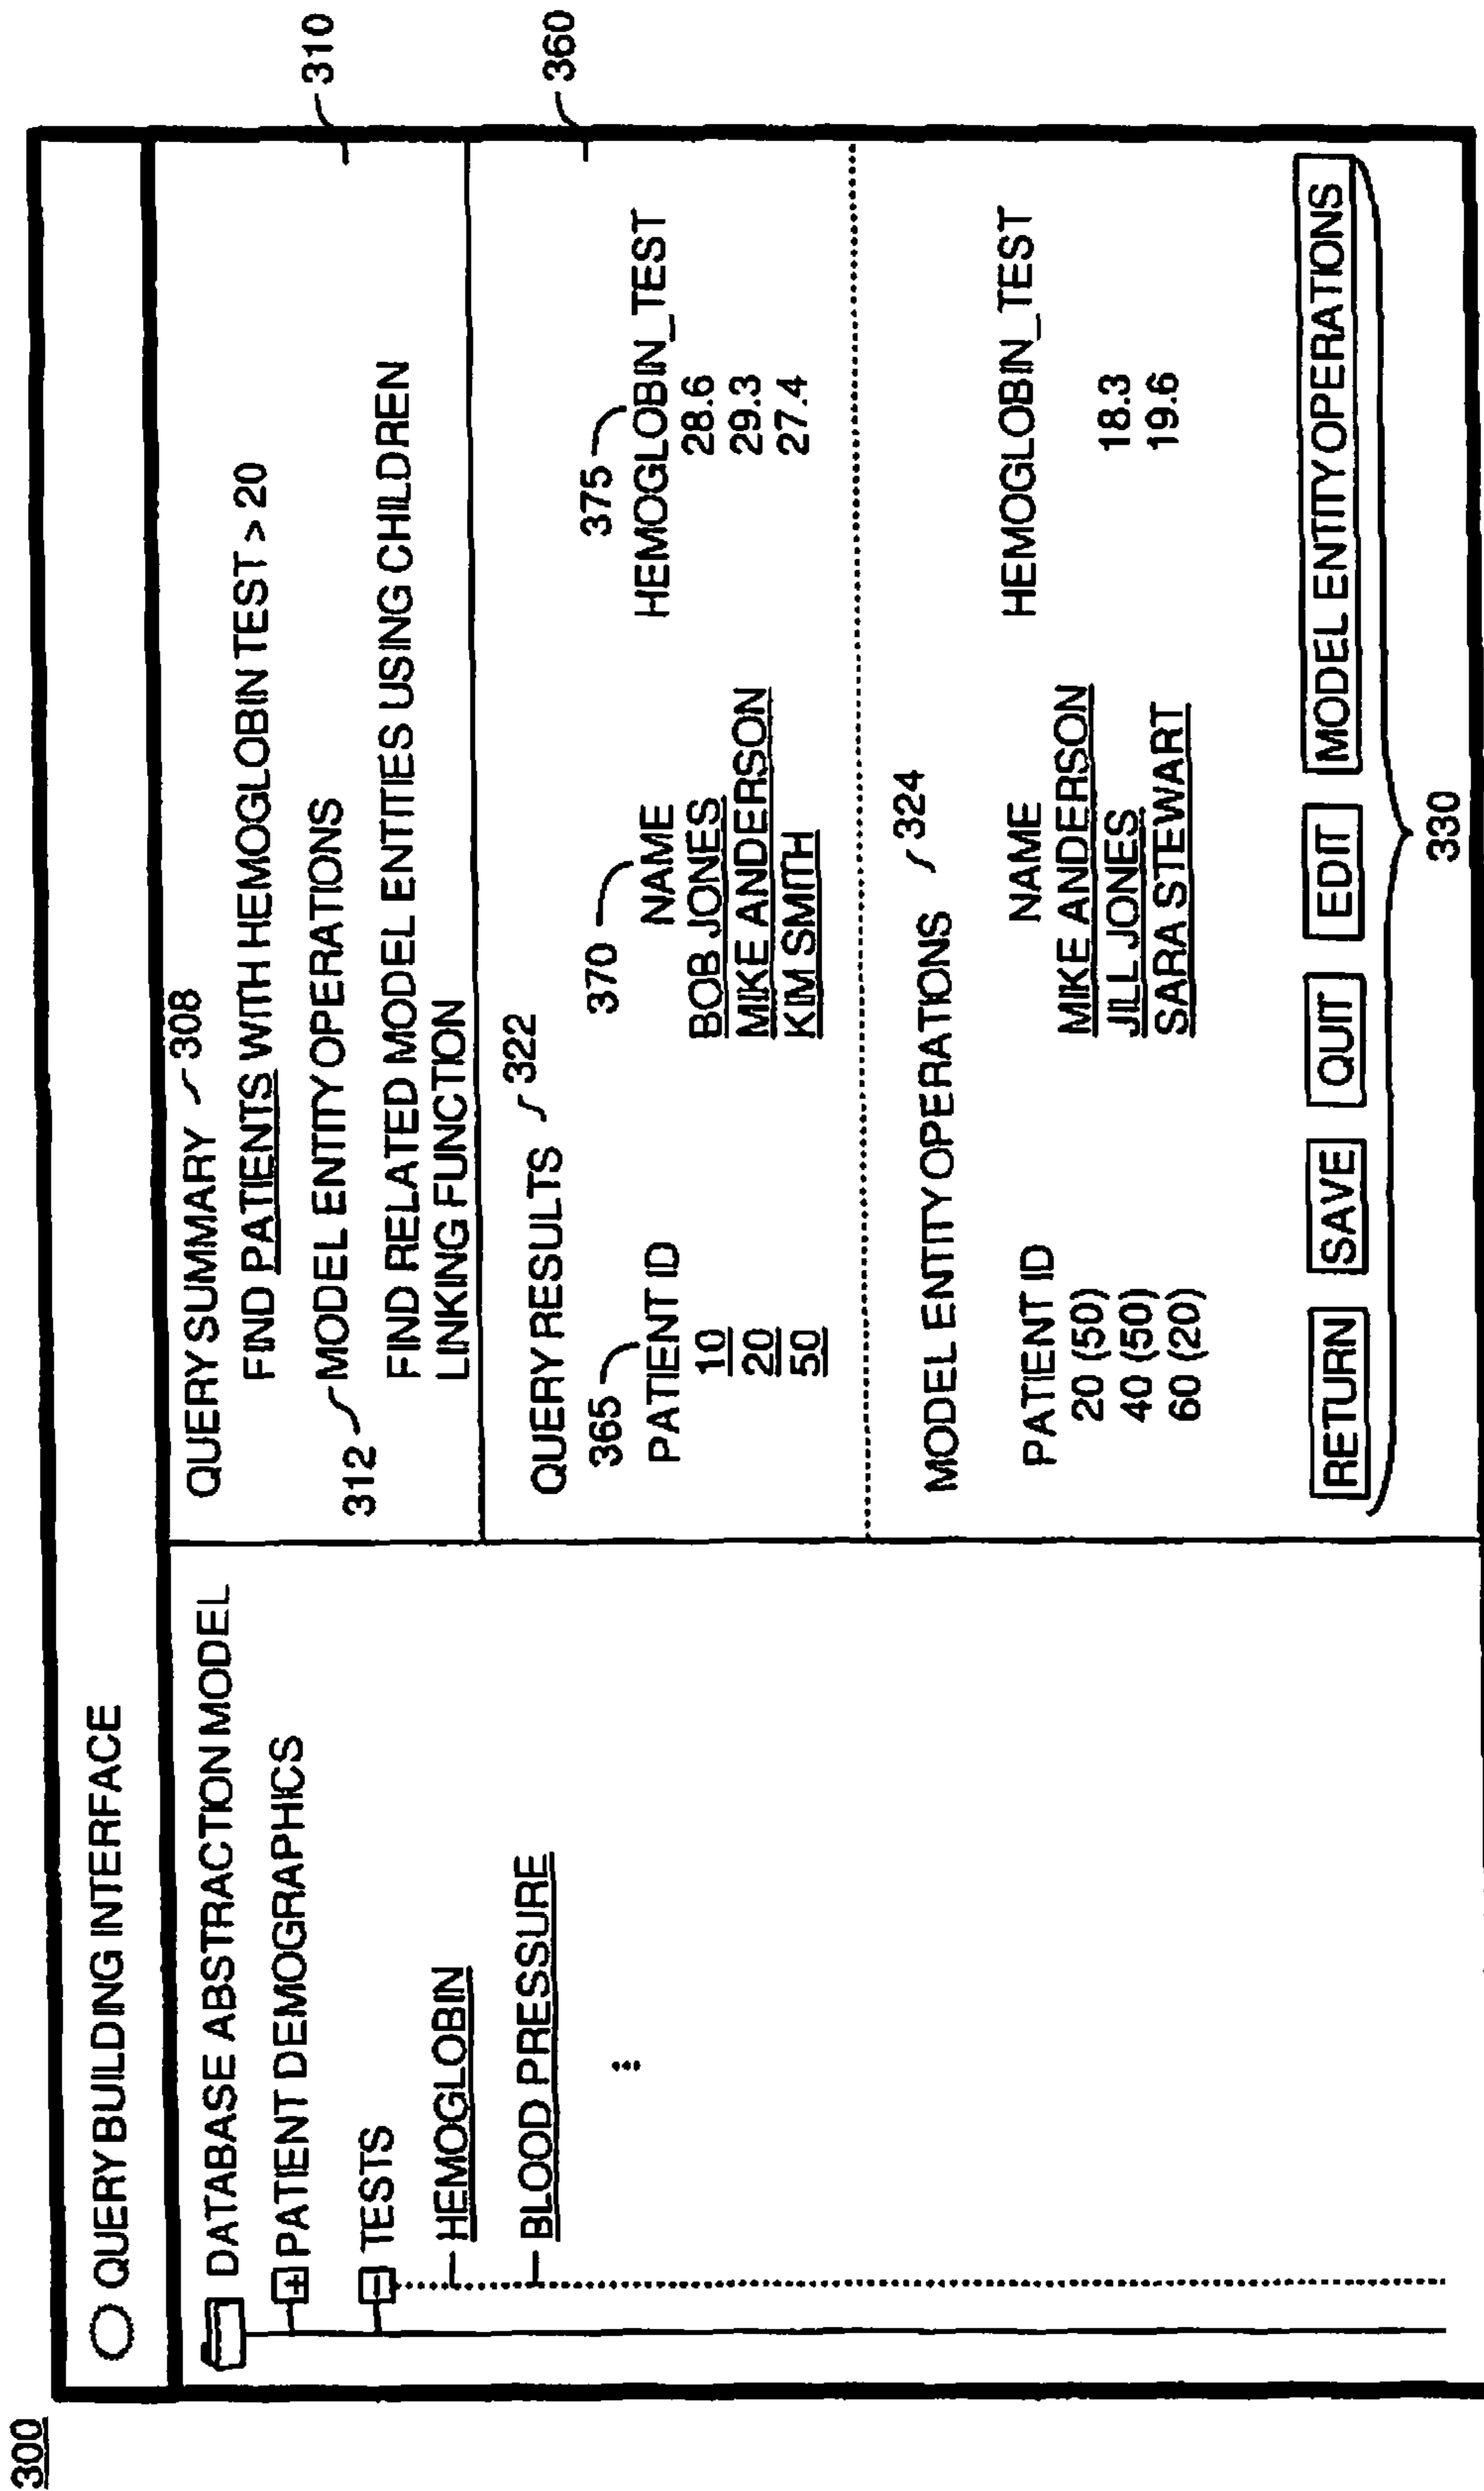 300
QUERY BUILDING INTERFACE
DATABASE ABSTRACTION MODEL
+ PATIENT DEMOGRAPHICS
- TESTS
HEMOGLOBIN
BLOOD PRESSURE
...
QUERY SUMMARY 308
FIND PATIENTS WITH HEMOGLOBIN TEST > 20
310
312 MODEL ENTITY OPERATIONS
FIND RELATED MODEL ENTITIES USING CHILDREN
LINKING FUNCTION
QUERY RESULTS 322
360
365 370 375
PATIENT ID NAME HEMOGLOBIN_TEST
10 BOB JONES 28.6
20 MIKE ANDERSON 29.3
50 KIM SMITH 27.4
MODEL ENTITY OPERATIONS 324
PATIENT ID NAME HEMOGLOBIN_TEST
20 (50) MIKE ANDERSON
40 (50) JILL JONES 18.3
60 (20) SARA STEWART 19.6
RETURN SAVE QUIT EDIT MODEL ENTITY OPERATIONS
330